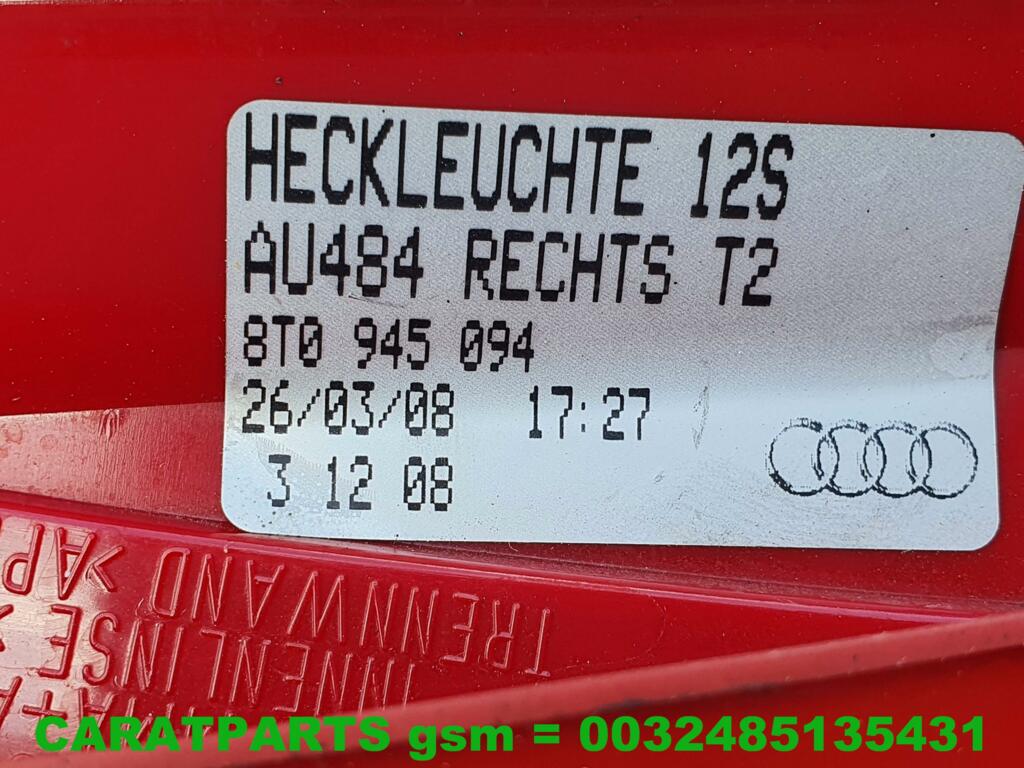 HECKLEUCHTE 12S
AU484 RECHTS T2
8T0 945 094
26/03/08 17:27
3 12 08
TRENNWAND >AP
INNENLINSE >
CARATPARTS gsm = 0032485135431